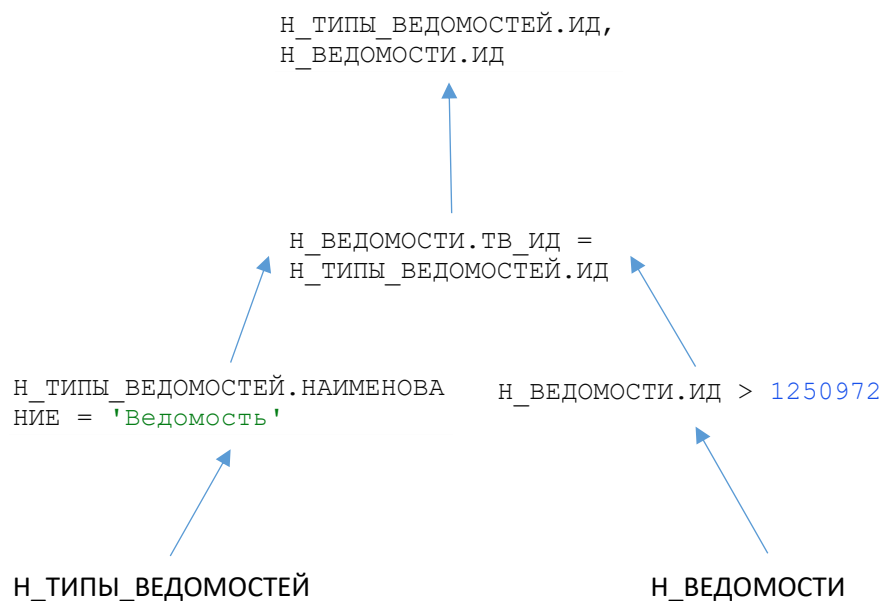 Н_ТИПЫ_ВЕДОМОСТЕЙ.ИД,
Н_ВЕДОМОСТИ.ИД
Н_ВЕДОМОСТИ.ТВ_ИД =
Н_ТИПЫ_ВЕДОМОСТЕЙ.ИД
Н_ТИПЫ_ВЕДОМОСТЕЙ.НАИМЕНОВА
НИЕ = 'Ведомость'
Н_ВЕДОМОСТИ.ИД > 1250972
Н_ТИПЫ_ВЕДОМОСТЕЙ
Н_ВЕДОМОСТИ